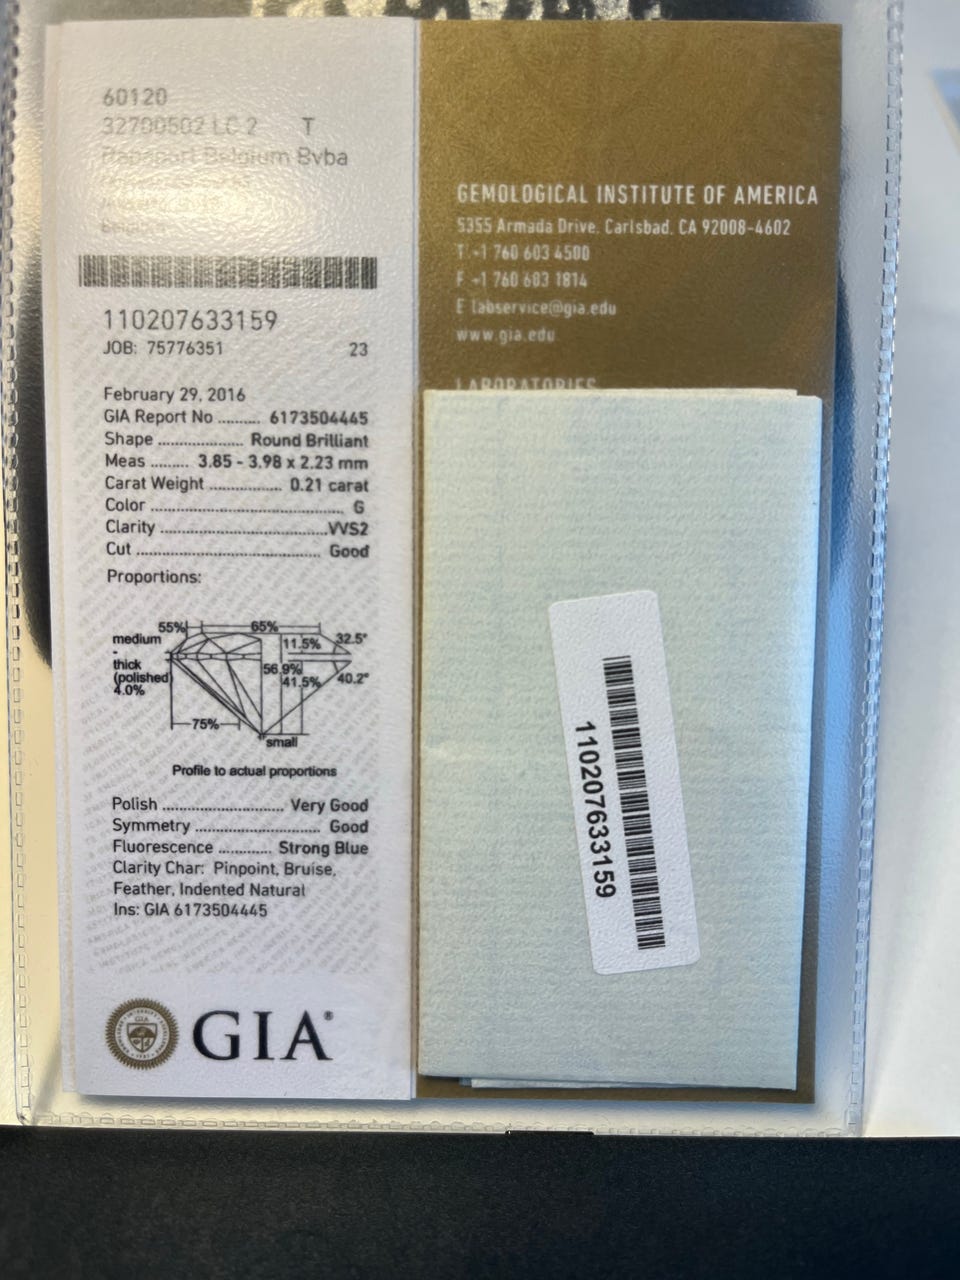 60120
32700502 LC 2 T
Rapaport Belgium Bvba
110207633159
JOB: 75776351 23
February 29, 2016
GIA Report No .......... 6173504445
Shape ..................... Round Brilliant
Meas ......... 3.85 - 3.98 x 2.23 mm
Carat Weight .................. 0.21 carat
Color ................................................ G
Clarity ........................................ VVS2
Cut ............................................ Good
Proportions:
55% 65%
medium 11.5% 32.5°
-
thick 56.9%
(polished 41.5% 40.2°
4.0%
75%
small
Profile to actual proportions
Polish ............................. Very Good
Symmetry .............................. Good
Fluorescence ............ Strong Blue
Clarity Char: Pinpoint, Bruise,
Feather, Indented Natural
Ins: GIA 6173504445
GIA®
GEMOLOGICAL INSTITUTE OF AMERICA
5355 Armada Drive, Carlsbad, CA 92008-4602
T +1 760 603 4500
F +1 760 603 1814
E labservice@gia.edu
www.gia.edu
LABORATORIES
110207633159